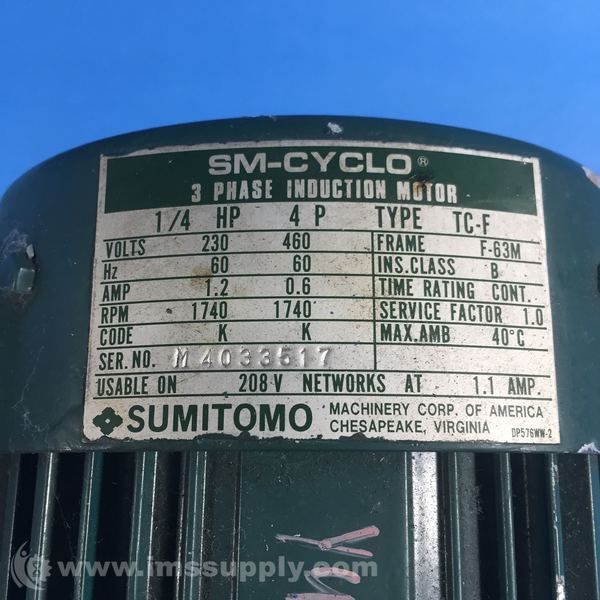 SM-CYCLO®
3 PHASE INDUCTION MOTOR
1/4 HP 4 P TYPE TC-F
VOLTS 230 460 FRAME F-63M
Hz 60 60 INS.CLASS B
AMP 1.2 0.6 TIME RATING CONT.
RPM 1740 1740 SERVICE FACTOR 1.0
CODE K K MAX.AMB 40°C
SER.NO. M4033517
USABLE ON 208-V NETWORKS AT 1.1 AMP.
SUMITOMO MACHINERY CORP. OF AMERICA
CHESAPEAKE, VIRGINIA DP576WW-2
www.imssupply.com